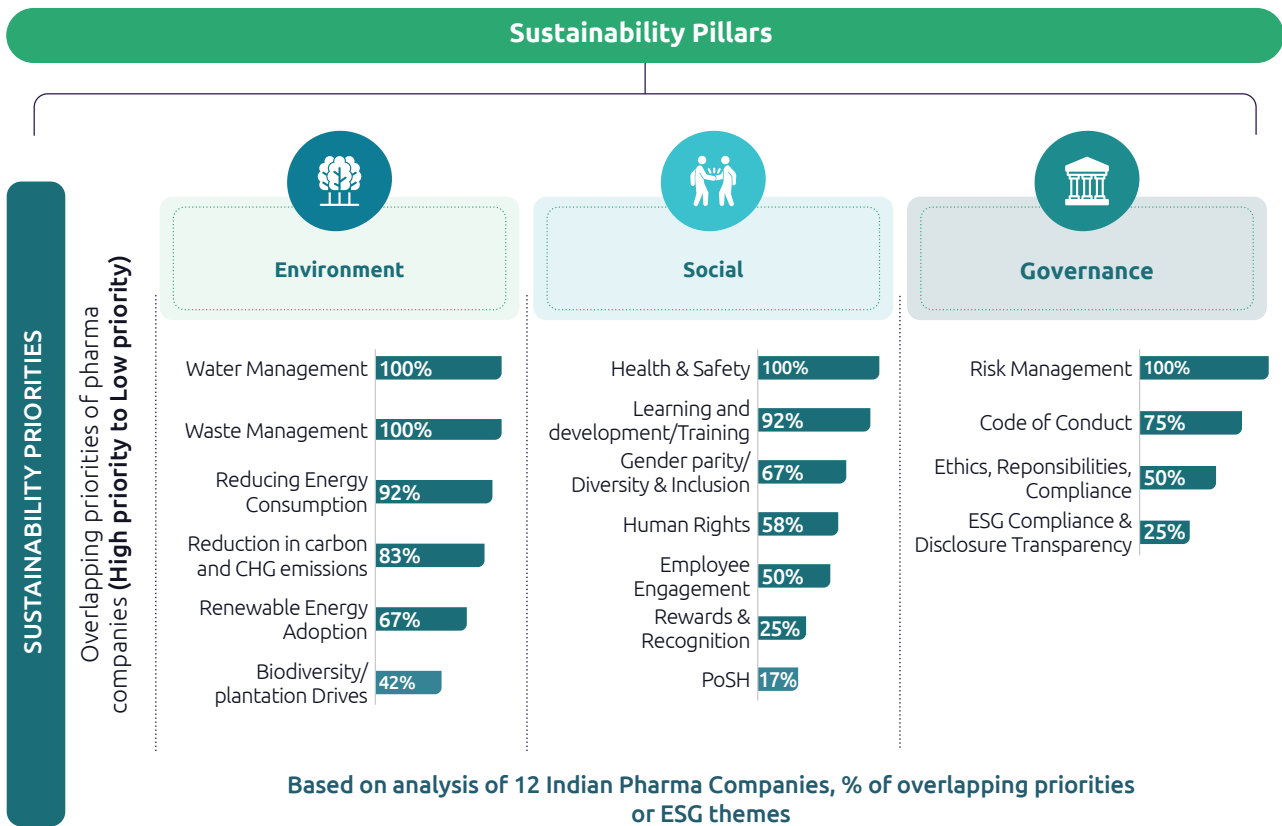 Sustainability Pillars
SUSTAINABILITY PRIORITIES
Overlapping priorities of pharma
companies (High priority to Low priority)
Environment
Water Management 100%
Waste Management 100%
Reducing Energy
Consumption
92%
Reduction in carbon
and CHG emissions
83%
Renewable Energy
Adoption
67%
Biodiversity/
plantation Drives
42%
Social
Health & Safety 100%
Learning and
development/Training
92%
Gender parity/
Diversity & Inclusion
67%
Human Rights 58%
Employee
Engagement
50%
Rewards &
Recognition
25%
PoSH 17%
Governance
Risk Management 100%
Code of Conduct 75%
Ethics, Reponsibilities,
Compliance
50%
ESG Compliance &
Disclosure Transparency
25%
Based on analysis of 12 Indian Pharma Companies, % of overlapping priorities
or ESG themes